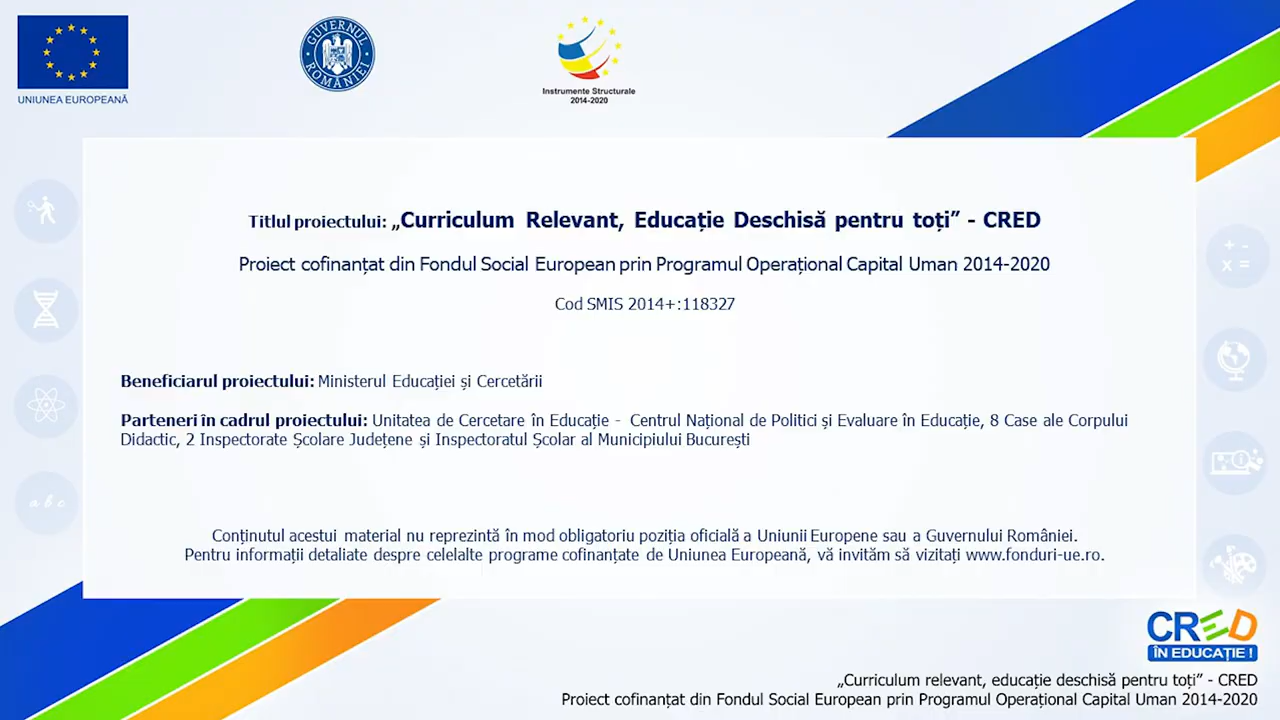 UNIUNEA EUROPEANĂ
GUVERNUL ROMÂNIEI
Instrumente Structurale
2014-2020
Titlul proiectului: „Curriculum Relevant, Educație Deschisă pentru toți” - CRED
Proiect cofinanțat din Fondul Social European prin Programul Operațional Capital Uman 2014-2020
Cod SMIS 2014+:118327
Beneficiarul proiectului: Ministerul Educației și Cercetării
Parteneri în cadrul proiectului: Unitatea de Cercetare în Educație - Centrul Național de Politici și Evaluare în Educație, 8 Case ale Corpului
Didactic, 2 Inspectorate Școlare Județene și Inspectoratul Școlar al Municipiului București
Conținutul acestui material nu reprezintă în mod obligatoriu poziția oficială a Uniunii Europene sau a Guvernului României.
Pentru informații detaliate despre celelalte programe cofinanțate de Uniunea Europeană, vă invităm să vizitați www.fonduri-ue.ro.
+ -
x =
a b c
CRED
ÎN EDUCAȚIE !
„Curriculum relevant, educație deschisă pentru toți” - CRED
Proiect cofinanțat din Fondul Social European prin Programul Operațional Capital Uman 2014-2020